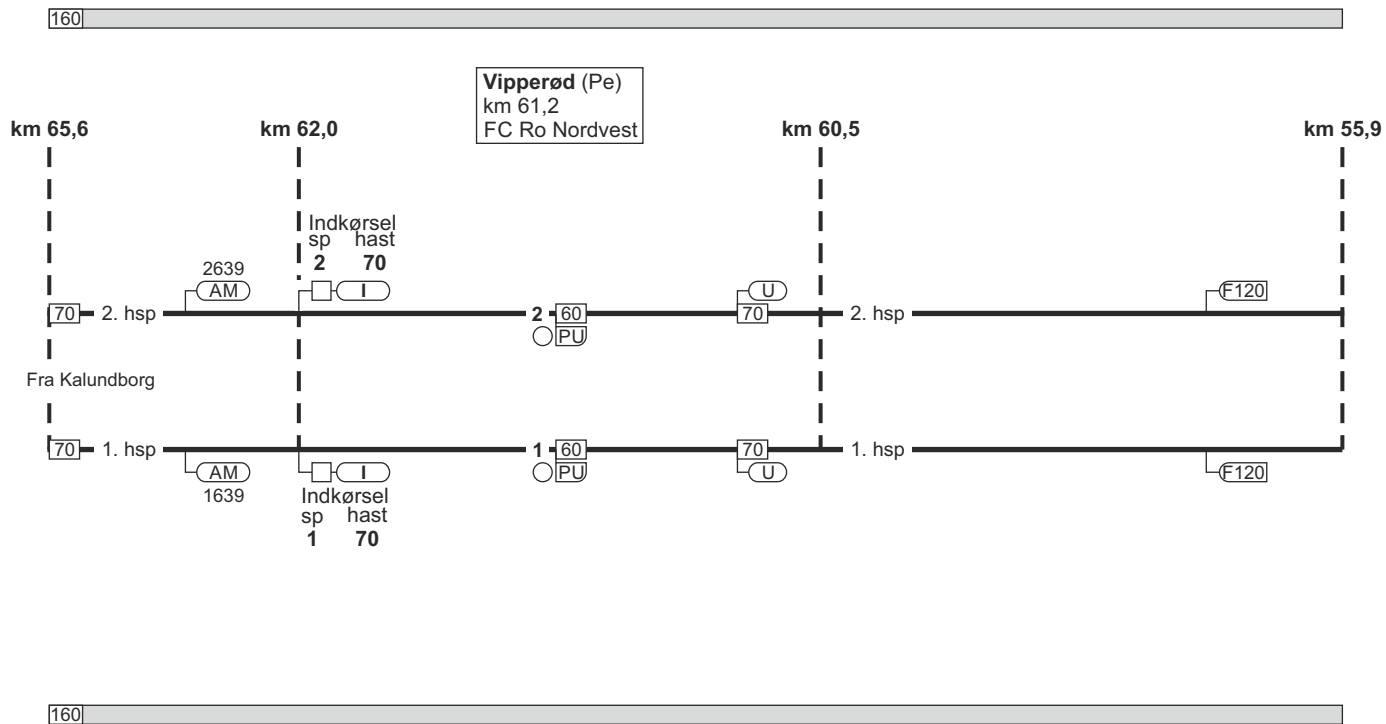 160
Vipperød (Pe)
km 61,2
FC Ro Nordvest
km 65,6
km 62,0
km 60,5
km 55,9
Indkørsel
sp hast
2 70
2639
AM
I
U
F120
70 2. hsp
2 60
70
2. hsp
PU
Fra Kalundborg
70 1. hsp
1 60
70
1. hsp
AM
I
PU
U
F120
1639
Indkørsel
sp hast
1 70
160